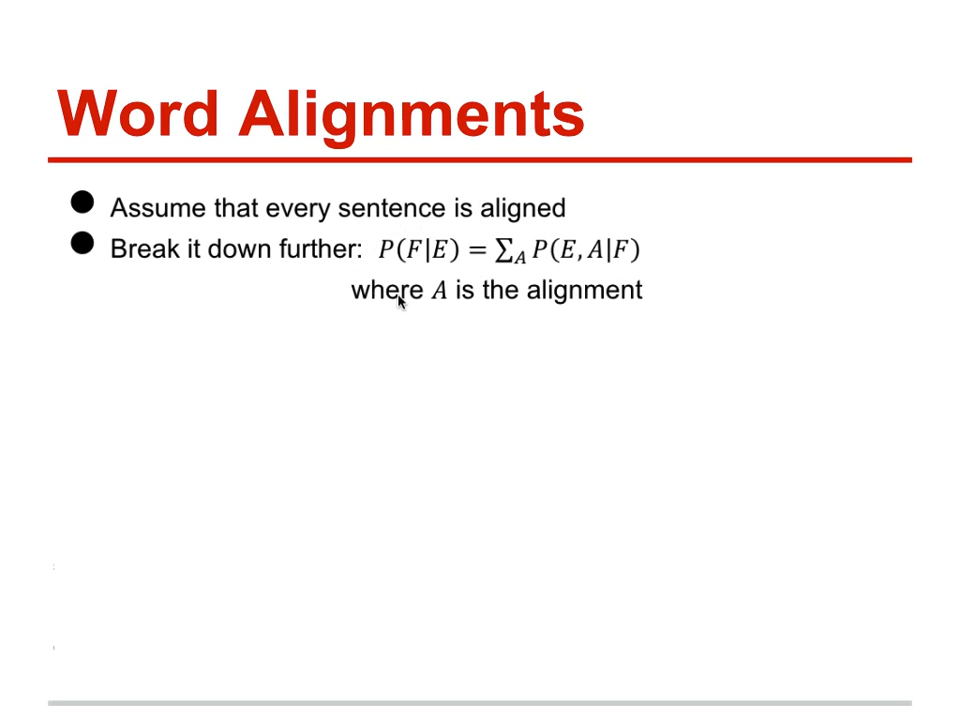 Word Alignments
● Assume that every sentence is aligned
● Break it down further: P(F|E) = ∑_A P(E, A|F)
where A is the alignment